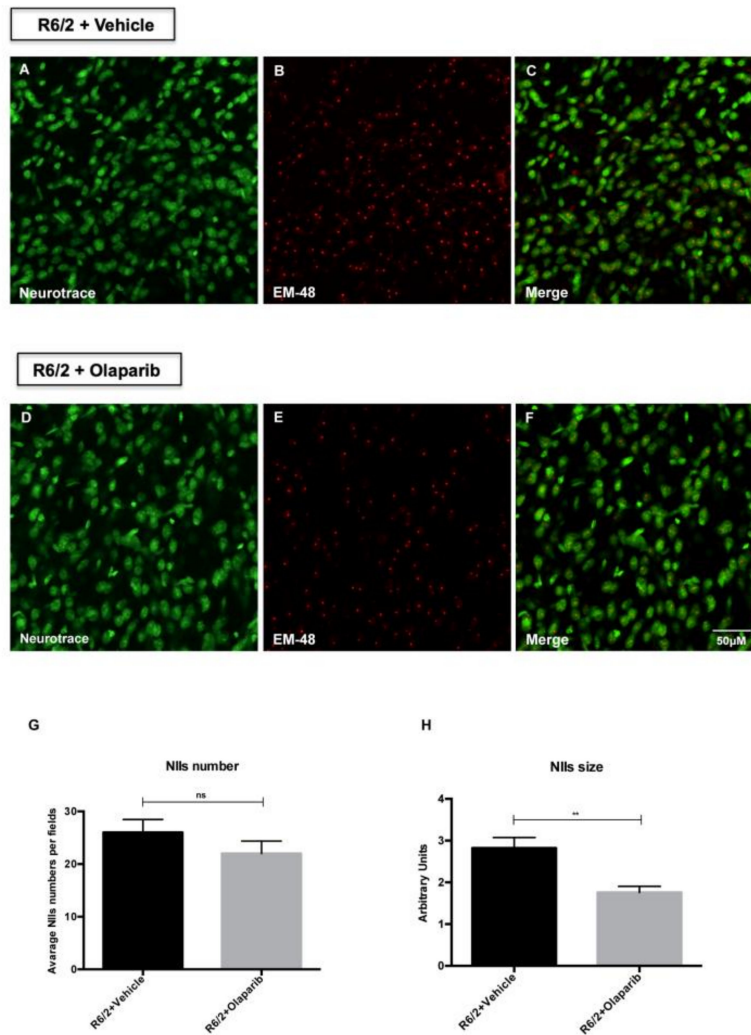 R6/2 + Vehicle
A
B
C
Neurotrace
EM-48
Merge
R6/2 + Olaparib
D
E
F
Neurotrace
EM-48
Merge
50µM
G
NIIs number
ns
30
20
10
0
Avarage NIIs numbers per fields
R6/2+Vehicle
R6/2+Olaparib
H
NIIs size
**
4
3
2
1
0
Arbitrary Units
R6/2+Vehicle
R6/2+Olaparib